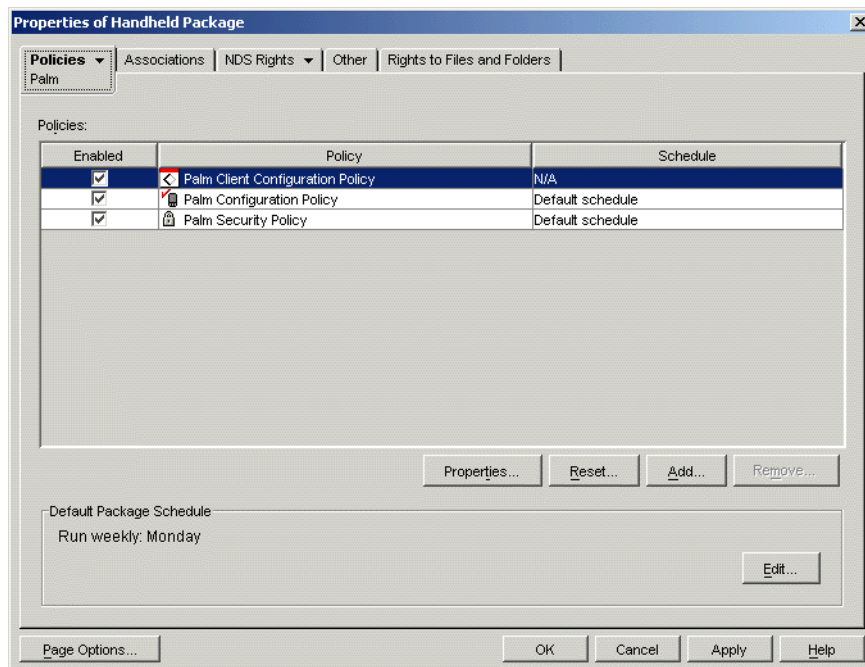 Properties of Handheld Package
Policies Associations NDS Rights Other Rights to Files and Folders
Palm
Policies:
Enabled Policy Schedule
Palm Client Configuration Policy N/A
Palm Configuration Policy Default schedule
Palm Security Policy Default schedule
Properties... Reset... Add... Remove...
Default Package Schedule
Run weekly: Monday
Edit...
Page Options... OK Cancel Apply Help